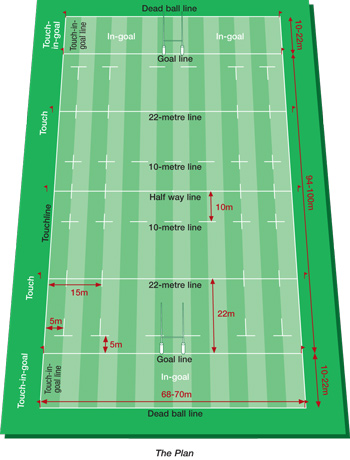 Dead ball line
Touch-
in-goal
Touch-in-
goal line
In-goal
In-goal
10-22m
Goal line
Touch
22-metre line
10-metre line
94-100m
Touchline
Half way line
10m
10-metre line
Touch
22-metre line
15m
22m
5m
5m
Goal line
Touch-in-goal
Touch-in-
goal line
In-goal
10-22m
68-70m
Dead ball line
The Plan